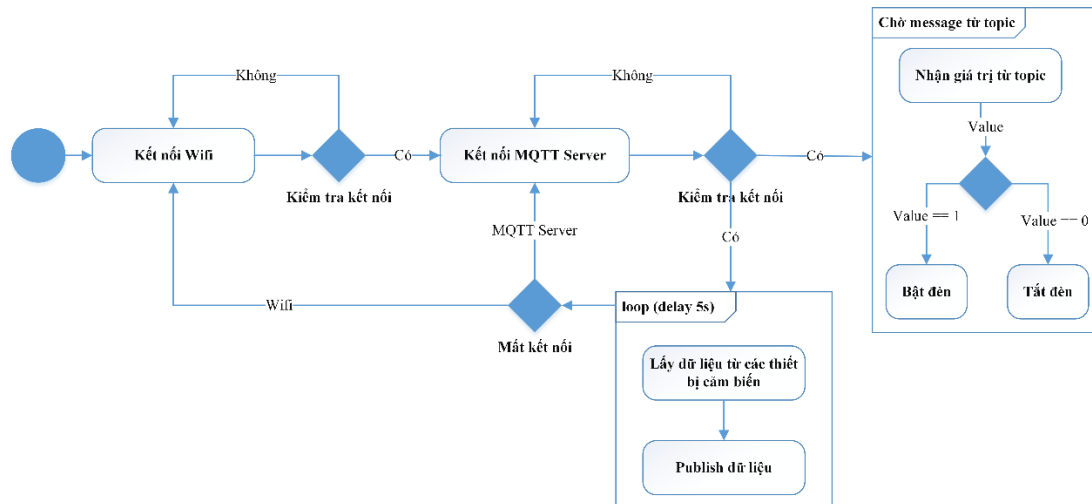 Chờ message từ topic
Nhận giá trị từ topic
Value
Value == 1
Value == 0
Bật đèn
Tắt đèn
Không
Kết nối Wifi
Kiểm tra kết nối
Có
Không
Kết nối MQTT Server
Kiểm tra kết nối
Có
Có
MQTT Server
Wifi
Mất kết nối
loop (delay 5s)
Lấy dữ liệu từ các thiết
bị cảm biến
Publish dữ liệu